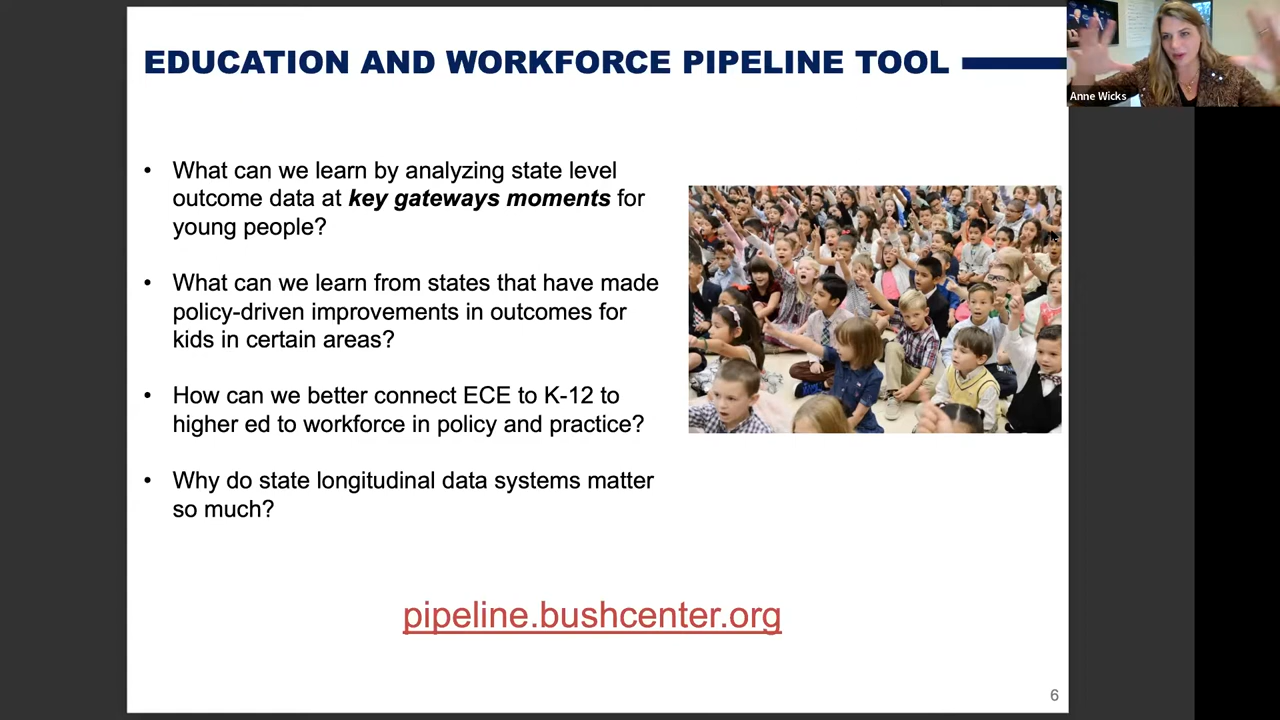 EDUCATION AND WORKFORCE PIPELINE TOOL
Anne Wicks
• What can we learn by analyzing state level
outcome data at key gateways moments for
young people?
• What can we learn from states that have made
policy-driven improvements in outcomes for
kids in certain areas?
• How can we better connect ECE to K-12 to
higher ed to workforce in policy and practice?
• Why do state longitudinal data systems matter
so much?
pipeline.bushcenter.org
6